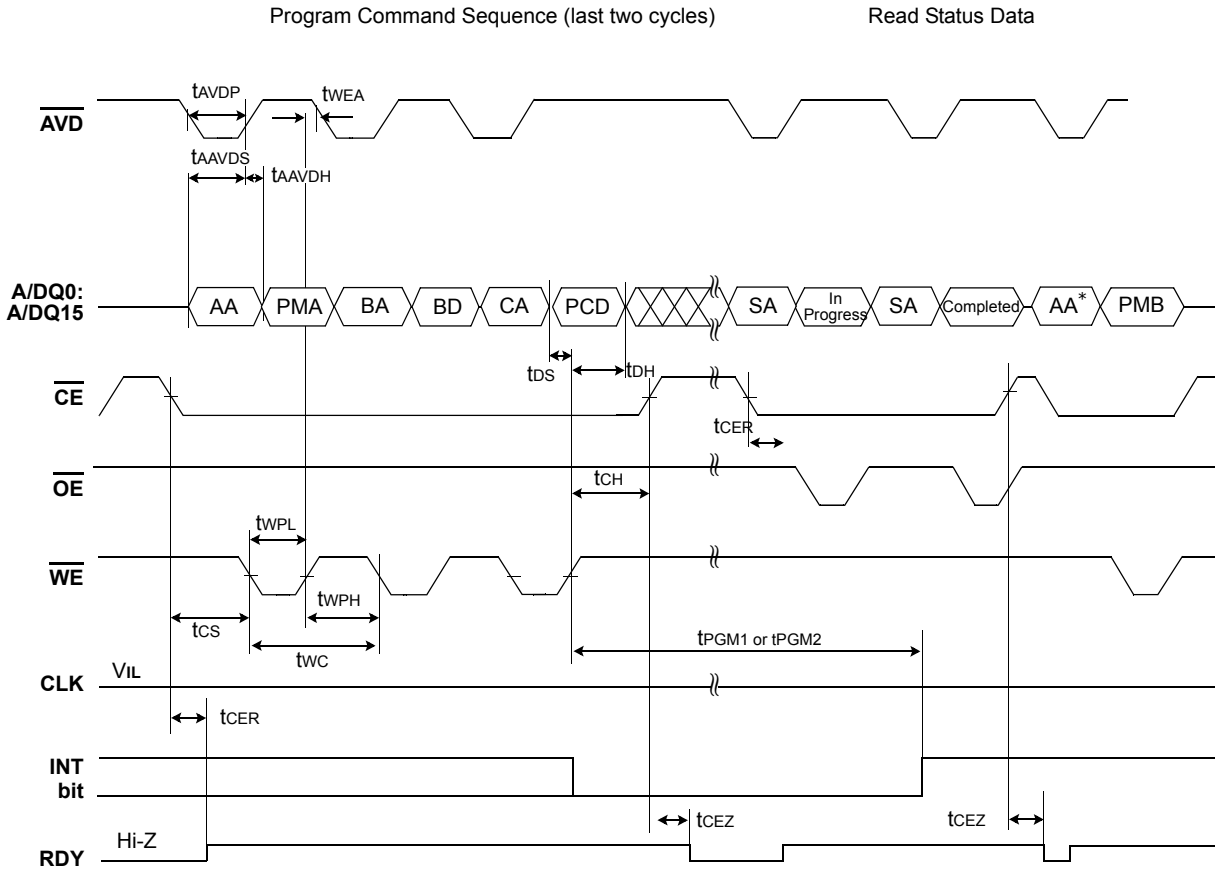 Program Command Sequence (last two cycles) Read Status Data
tAVDP
tWEA
AVD
tAAVDS
tAAVDH
A/DQ0:
A/DQ15
AA PMA BA BD CA PCD SA In Progress SA Completed AA* PMB
tDS tDH
CE
tCER
OE
tCH
tWPL
WE
tWPH
tCS
tWC
tPGM1 or tPGM2
CLK VIL
tCER
INT
bit
tCEZ tCEZ
RDY Hi-Z